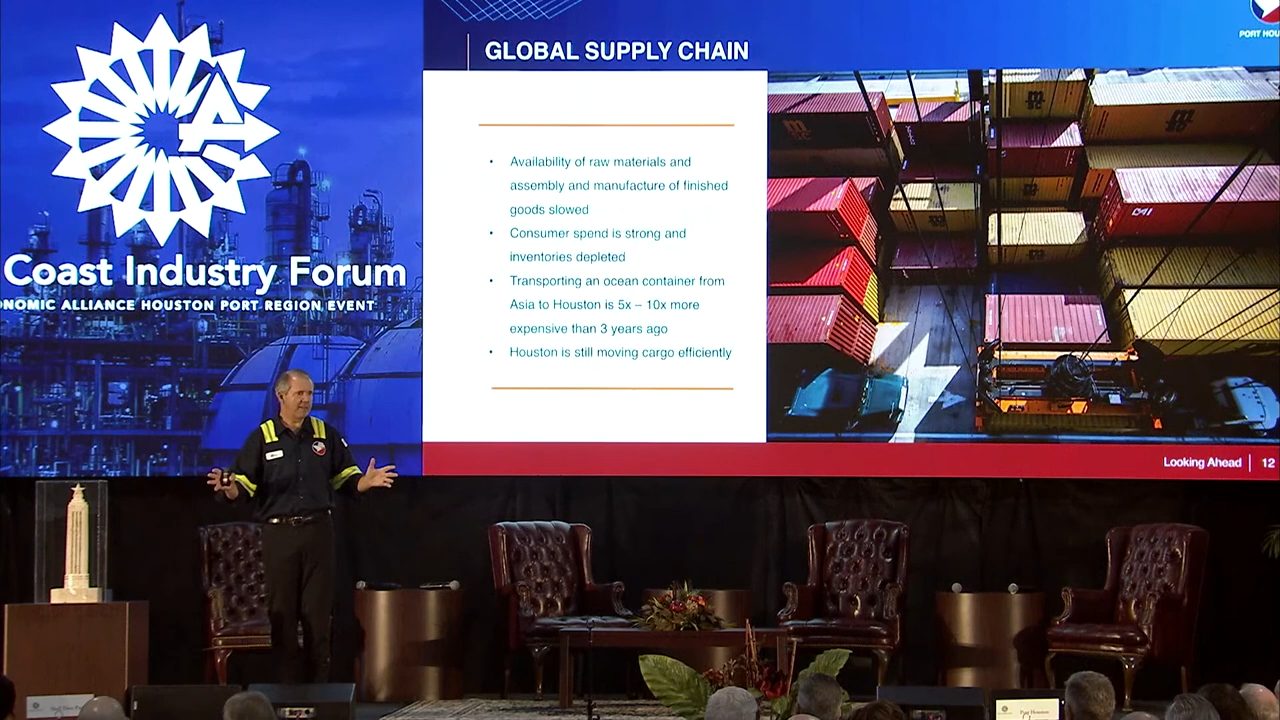 Coast Industry Forum
ONOMIC ALLIANCE HOUSTON PORT REGION EVENT
GLOBAL SUPPLY CHAIN
PORT HOU
• Availability of raw materials and
assembly and manufacture of finished
goods slowed
• Consumer spend is strong and
inventories depleted
• Transporting an ocean container from
Asia to Houston is 5x – 10x more
expensive than 3 years ago
• Houston is still moving cargo efficiently
Looking Ahead 12
Port Houston